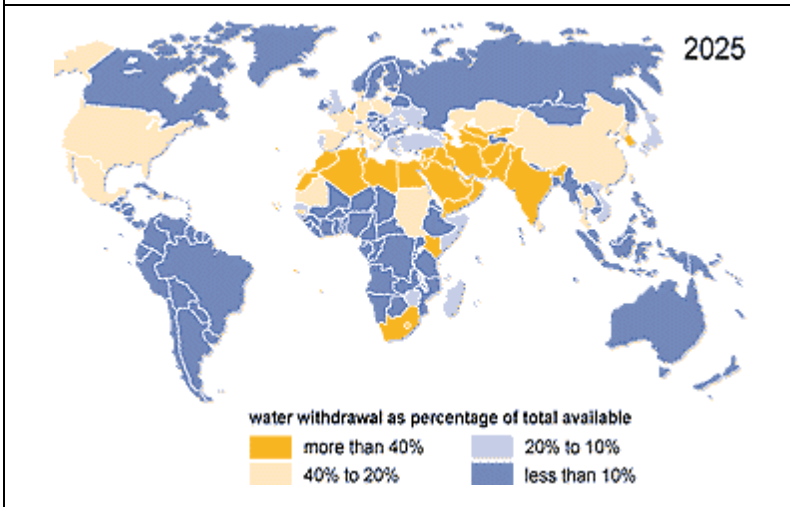 2025
water withdrawal as percentage of total available
more than 40%
20% to 10%
40% to 20%
less than 10%